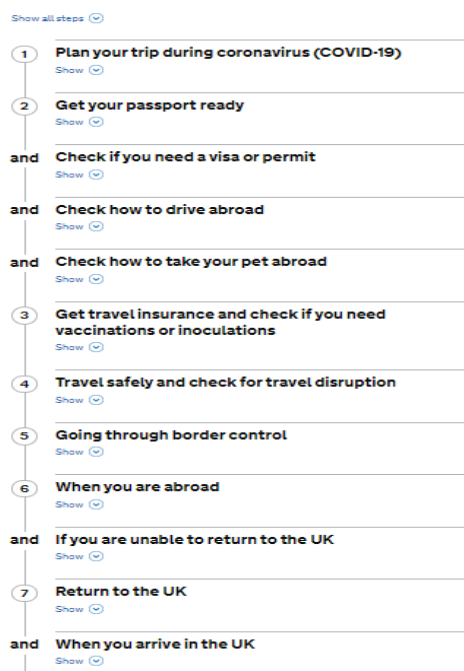 Show all steps
1 Plan your trip during coronavirus (COVID-19)
Show
2 Get your passport ready
Show
and Check if you need a visa or permit
Show
and Check how to drive abroad
Show
and Check how to take your pet abroad
Show
3 Get travel insurance and check if you need
vaccinations or inoculations
Show
4 Travel safely and check for travel disruption
Show
5 Going through border control
Show
6 When you are abroad
Show
and If you are unable to return to the UK
Show
7 Return to the UK
Show
and When you arrive in the UK
Show